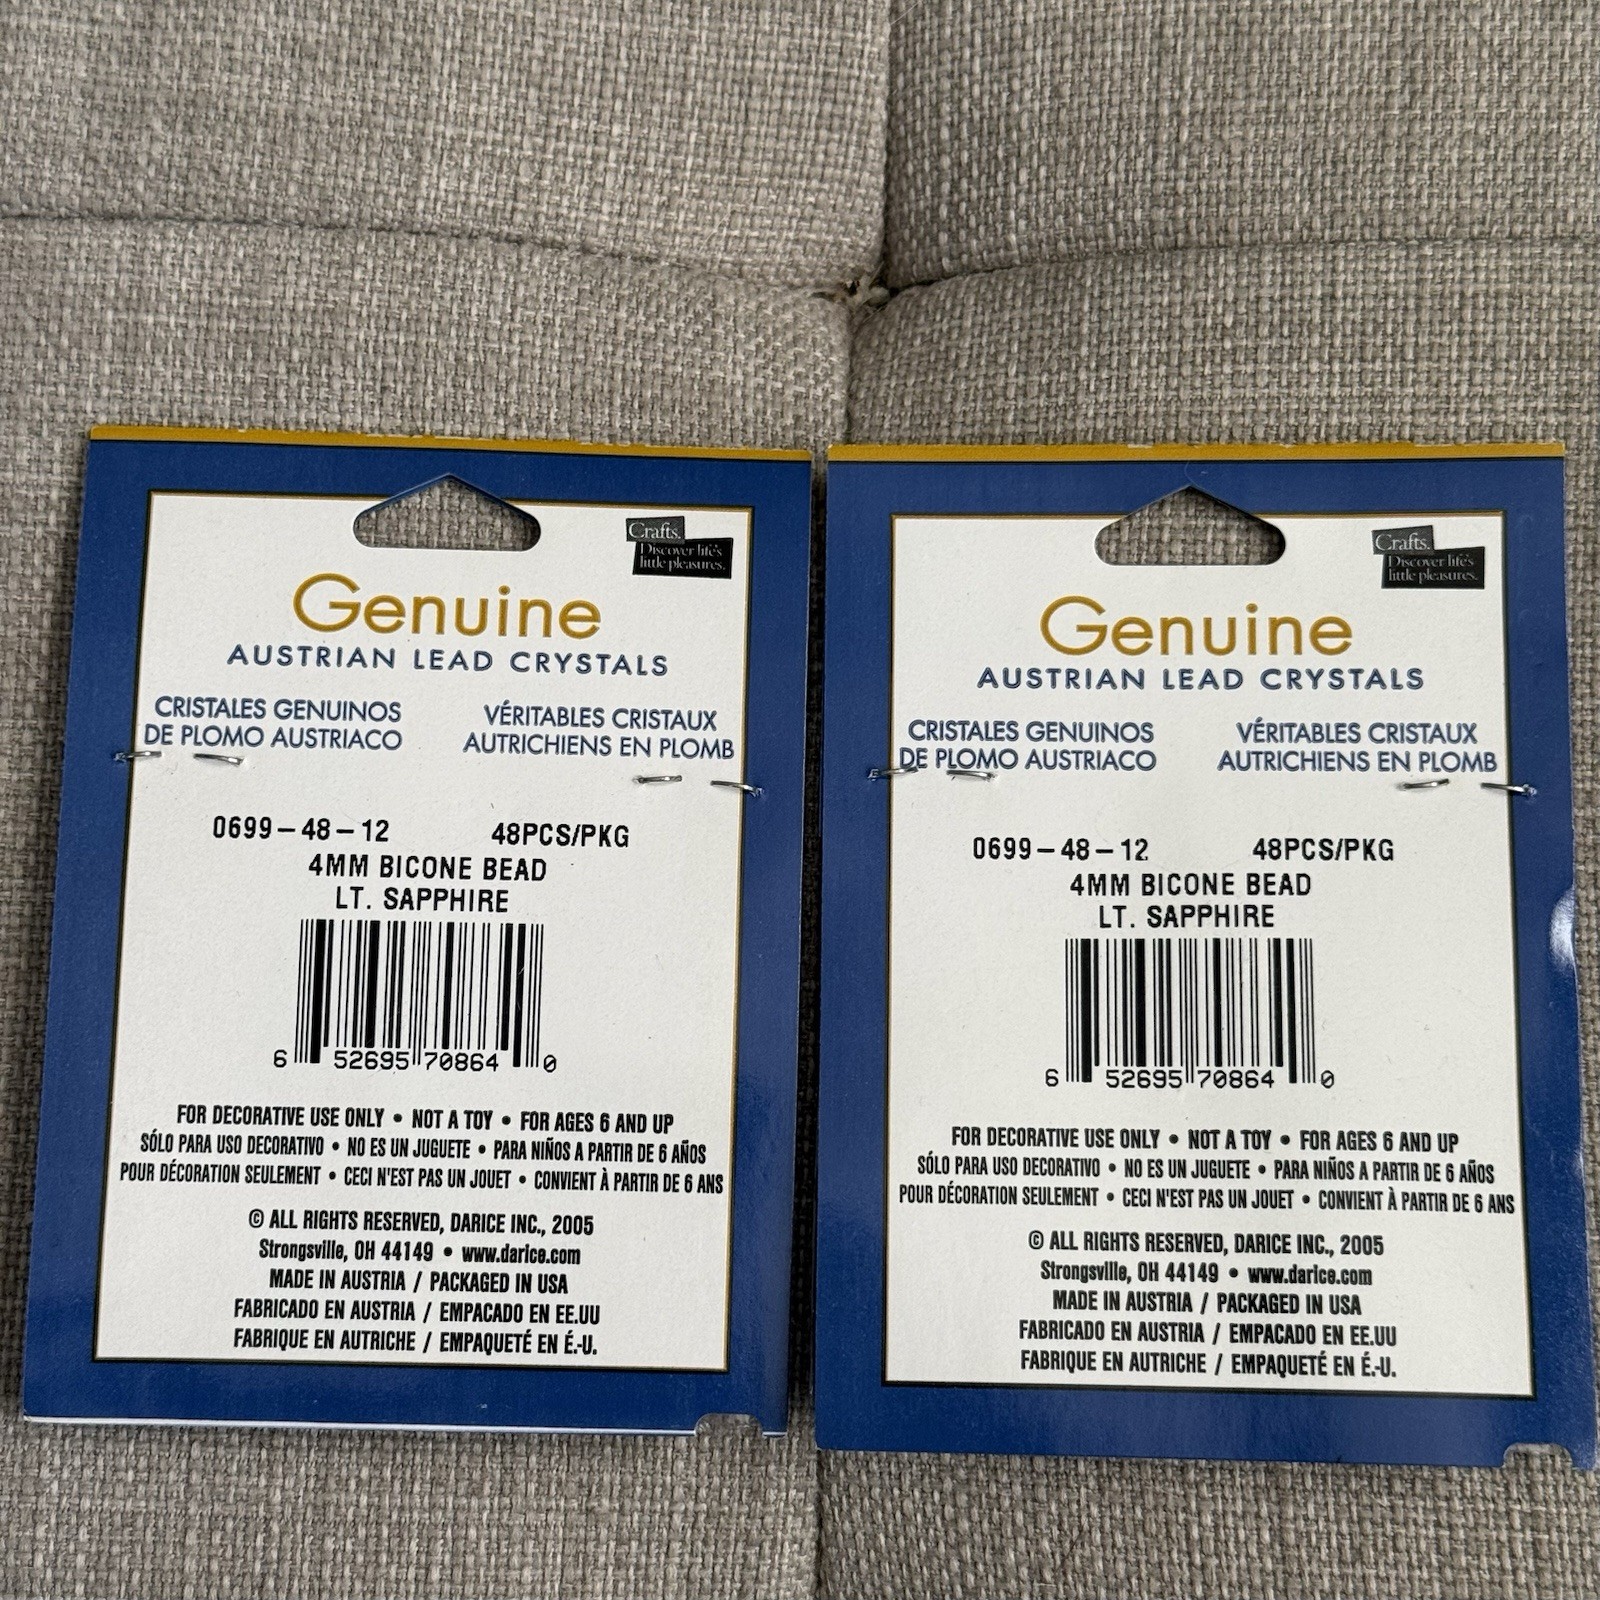 Crafts.
Discover life's
little pleasures.
Genuine
AUSTRIAN LEAD CRYSTALS
CRISTALES GENUINOS
DE PLOMO AUSTRIACO
VÉRITABLES CRISTAUX
AUTRICHIENS EN PLOMB
0699-48-12 48PCS/PKG
4MM BICONE BEAD
LT. SAPPHIRE
6 52695 70864 0
FOR DECORATIVE USE ONLY • NOT A TOY • FOR AGES 6 AND UP
SÓLO PARA USO DECORATIVO • NO ES UN JUGUETE • PARA NIÑOS A PARTIR DE 6 AÑOS
POUR DÉCORATION SEULEMENT • CECI N'EST PAS UN JOUET • CONVIENT À PARTIR DE 6 ANS
© ALL RIGHTS RESERVED, DARICE INC., 2005
Strongsville, OH 44149 • www.darice.com
MADE IN AUSTRIA / PACKAGED IN USA
FABRICADO EN AUSTRIA / EMPACADO EN EE.UU
FABRIQUE EN AUTRICHE / EMPAQUETÉ EN É.-U.
Crafts.
Discover life's
little pleasures.
Genuine
AUSTRIAN LEAD CRYSTALS
CRISTALES GENUINOS
DE PLOMO AUSTRIACO
VÉRITABLES CRISTAUX
AUTRICHIENS EN PLOMB
0699-48-12 48PCS/PKG
4MM BICONE BEAD
LT. SAPPHIRE
6 52695 70864 0
FOR DECORATIVE USE ONLY • NOT A TOY • FOR AGES 6 AND UP
SÓLO PARA USO DECORATIVO • NO ES UN JUGUETE • PARA NIÑOS A PARTIR DE 6 AÑOS
POUR DÉCORATION SEULEMENT • CECI N'EST PAS UN JOUET • CONVIENT À PARTIR DE 6 ANS
© ALL RIGHTS RESERVED, DARICE INC., 2005
Strongsville, OH 44149 • www.darice.com
MADE IN AUSTRIA / PACKAGED IN USA
FABRICADO EN AUSTRIA / EMPACADO EN EE.UU
FABRIQUE EN AUTRICHE / EMPAQUETÉ EN É.-U.